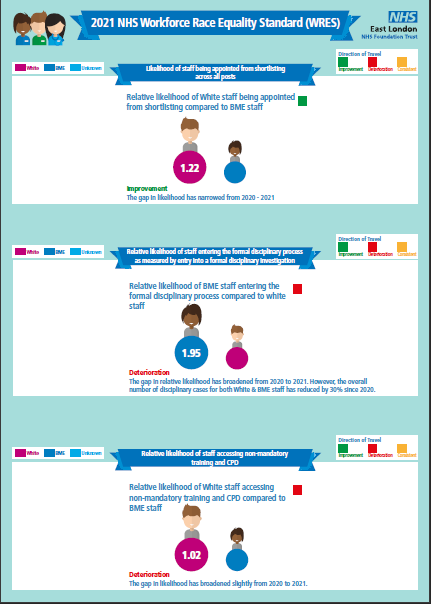 2021 NHS Workforce Race Equality Standard (WRES)
NHS
East London
NHS Foundation Trust
White
BME
Unknown
Likelihood of staff being appointed from shortlisting
across all posts
Direction of Travel
Improvement
Deterioration
Constant
Relative likelihood of White staff being appointed
from shortlisting compared to BME staff
1.22
Improvement
The gap in likelihood has narrowed from 2020 - 2021
White
BME
Unknown
Relative likelihood of staff entering the formal disciplinary process
as measured by entry into a formal disciplinary investigation
Direction of Travel
Improvement
Deterioration
Constant
Relative likelihood of BME staff entering the
formal disciplinary process compared to white
staff
1.95
Deterioration
The gap in relative likelihood has broadened from 2020 to 2021. However, the overall
number of disciplinary cases for both White & BME staff has reduced by 30% since 2020.
White
BME
Unknown
Relative likelihood of staff accessing non-mandatory
training and CPD
Direction of Travel
Improvement
Deterioration
Constant
Relative likelihood of White staff accessing
non-mandatory training and CPD compared to
BME staff
1.02
Deterioration
The gap in likelihood has broadened slightly from 2020 to 2021.